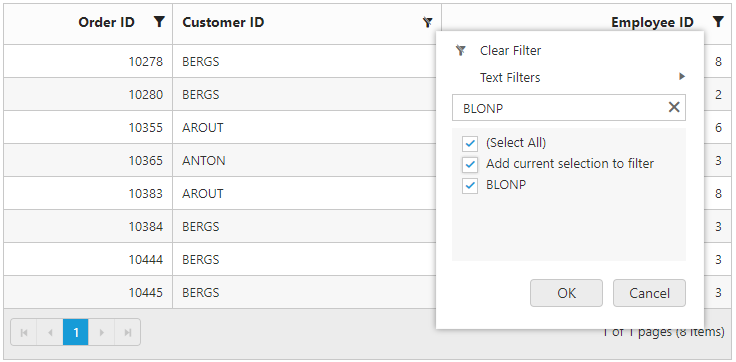 Order ID Customer ID Employee ID
Clear Filter
10278 BERGS 8
Text Filters
10280 BERGS 2
BLONP
10355 AROUT 6
(Select All)
10365 ANTON 3
Add current selection to filter
10383 AROUT 8
BLONP
10384 BERGS 3
10444 BERGS 3
10445 BERGS 3
OK Cancel
1
1 of 1 pages (8 items)